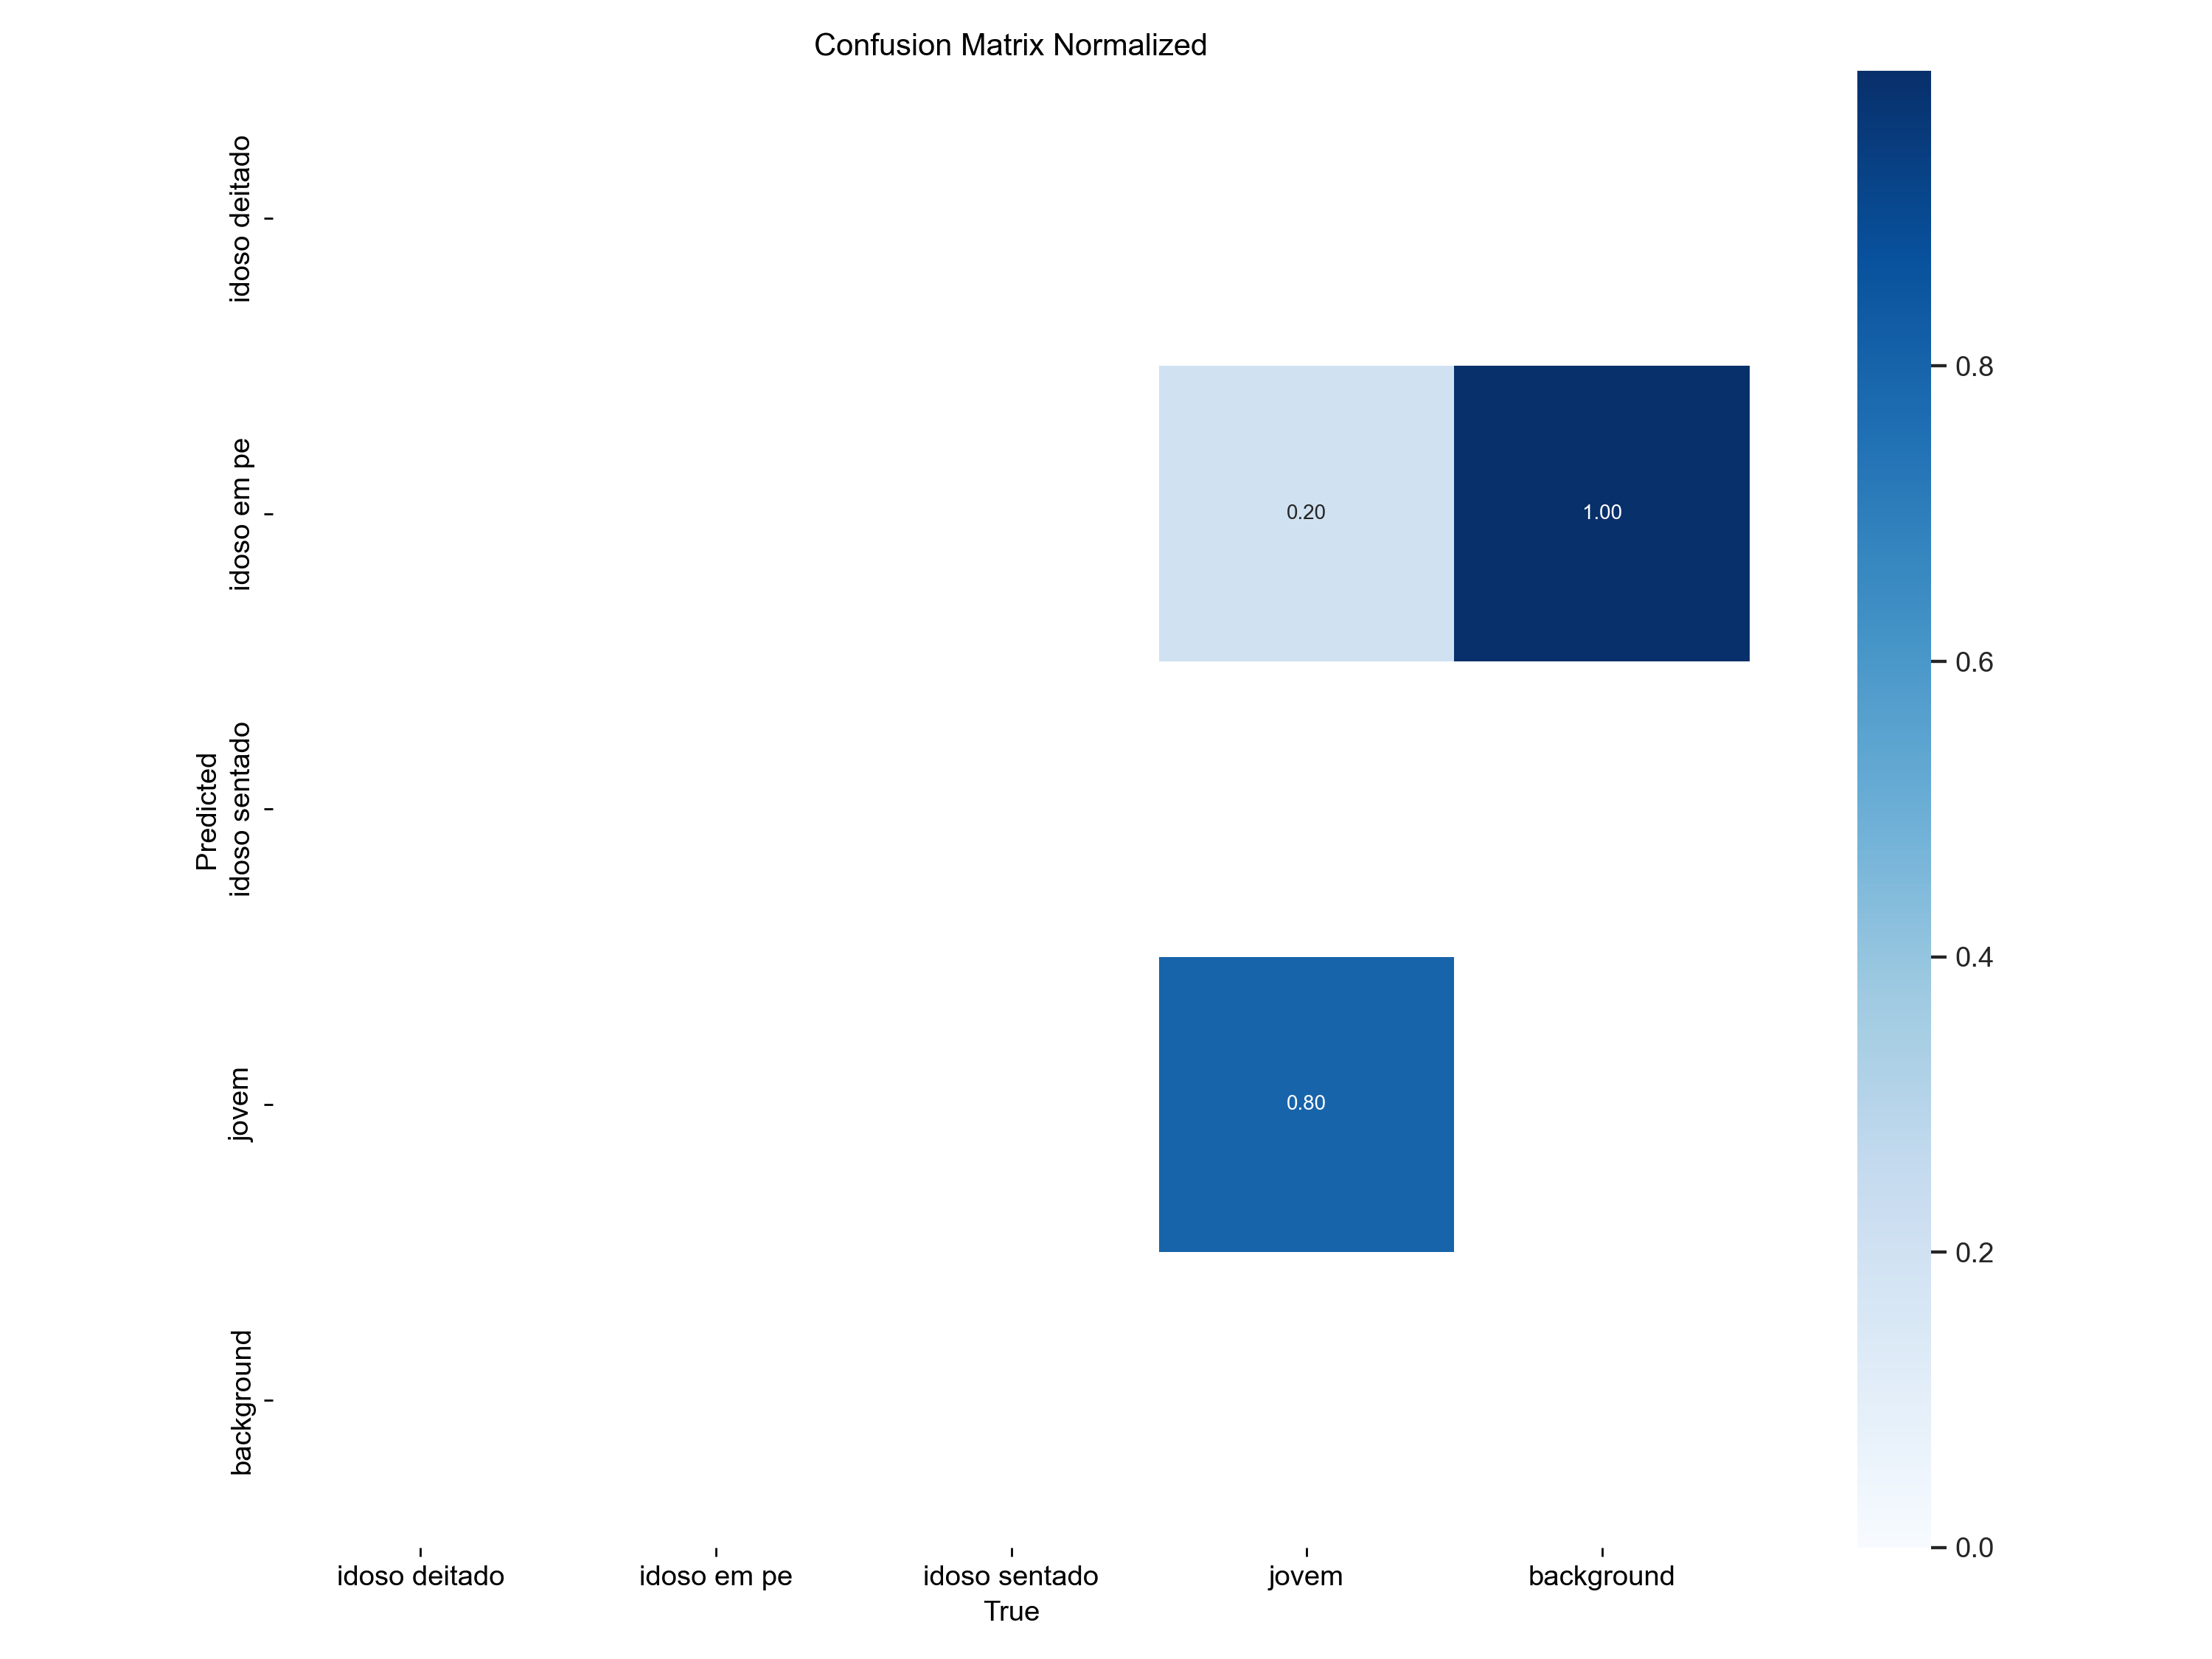 Confusion Matrix Normalized
idoso deitado
idoso em pe
idoso sentado
jovem
background
Predicted
0.20
1.00
0.80
idoso deitado
idoso em pe
idoso sentado
jovem
background
True
0.8
0.6
0.4
0.2
0.0